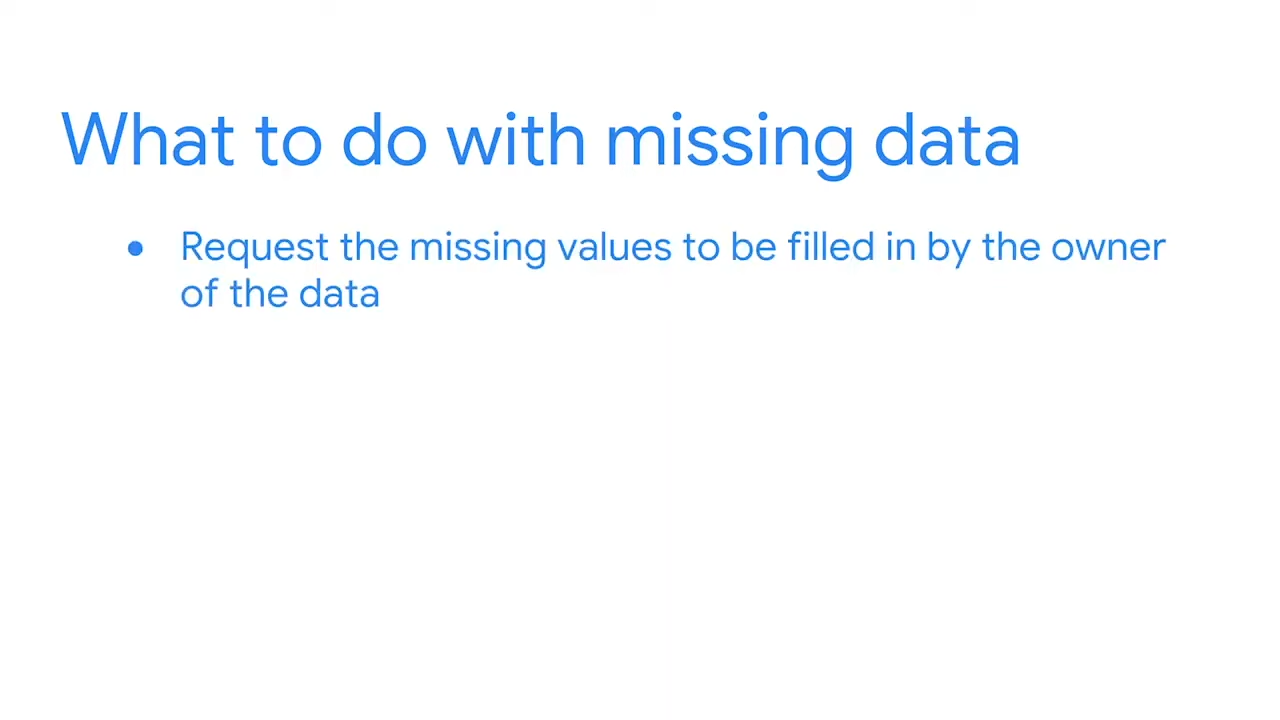 What to do with missing data
● Request the missing values to be filled in by the owner
of the data